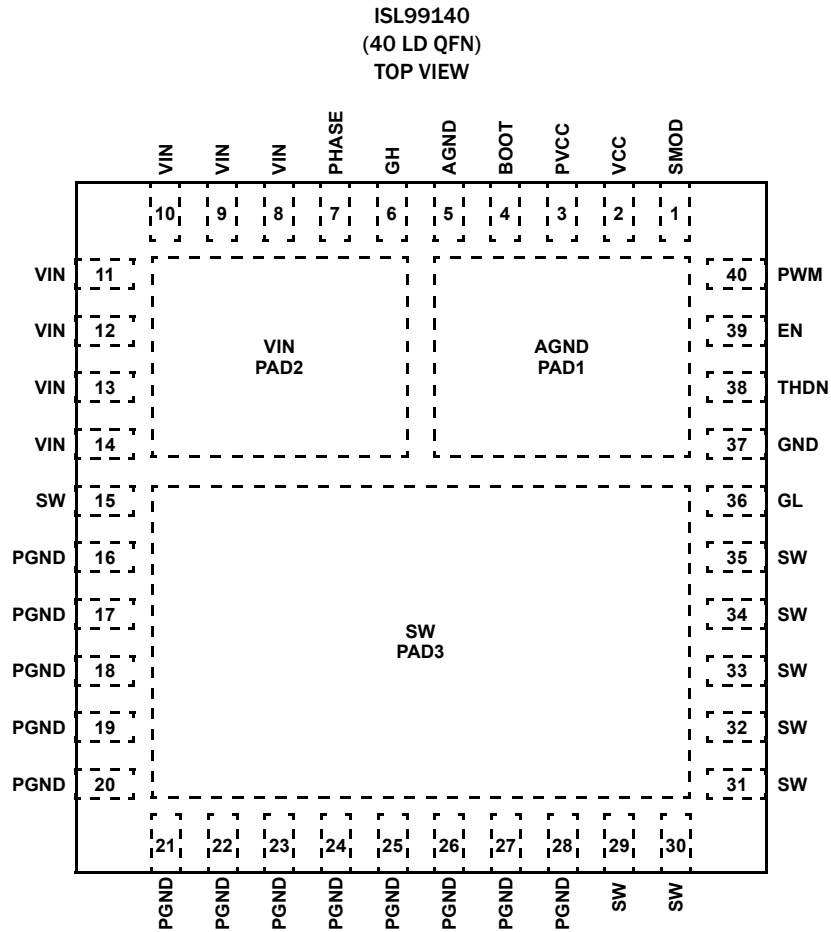 ISL99140
(40 LD QFN)
TOP VIEW
VIN
VIN
VIN
PHASE
GH
AGND
BOOT
PVCC
VCC
SMOD
10
9
8
7
6
5
4
3
2
1
VIN 11
VIN 12
VIN 13
VIN 14
SW 15
PGND 16
PGND 17
PGND 18
PGND 19
PGND 20
VIN
PAD2
AGND
PAD1
SW
PAD3
40 PWM
39 EN
38 THDN
37 GND
36 GL
35 SW
34 SW
33 SW
32 SW
31 SW
21
22
23
24
25
26
27
28
29
30
PGND
PGND
PGND
PGND
PGND
PGND
PGND
PGND
SW
SW